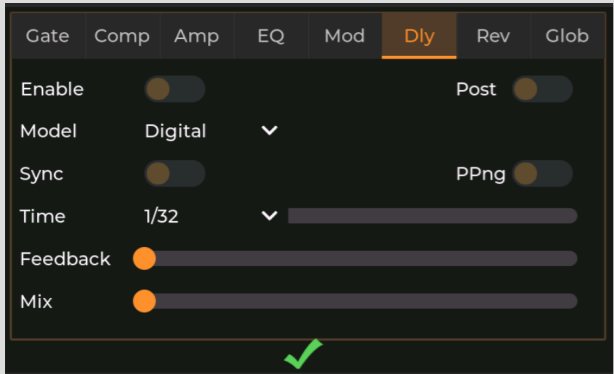 Gate Comp Amp EQ Mod Dly Rev Glob
Enable Post
Model Digital
Sync PPng
Time 1/32
Feedback
Mix